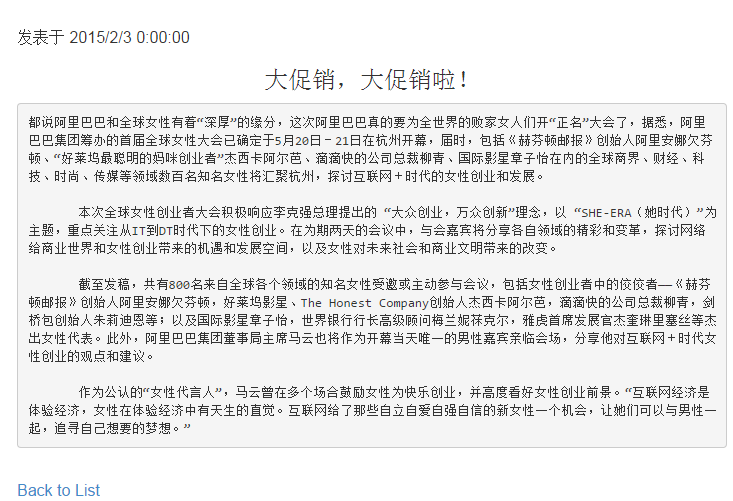 发表于 2015/2/3 0:00:00
大促销，大促销啦！
都说阿里巴巴和全球女性有着“深厚”的缘分，这次阿里巴巴真的要为全世界的败家女人们开“正名”大会了，据悉，阿里
巴巴集团筹办的首届全球女性大会已确定于5月20日－21日在杭州开幕，届时，包括《赫芬顿邮报》创始人阿里安娜欠芬
顿、“好莱坞最聪明的妈咪创业者”杰西卡阿尔芭、滴滴快的公司总裁柳青、国际影星章子怡在内的全球商界、财经、科
技、时尚、传媒等领域数百名知名女性将汇聚杭州，探讨互联网＋时代的女性创业和发展。
本次全球女性创业者大会积极响应李克强总理提出的 “大众创业，万众创新”理念，以 “SHE-ERA（她时代）”为
主题，重点关注从IT到DT时代下的女性创业。在为期两天的会议中，与会嘉宾将分享各自领域的精彩和变革，探讨网络
给商业世界和女性创业带来的机遇和发展空间，以及女性对未来社会和商业文明带来的改变。
截至发稿，共有800名来自全球各个领域的知名女性受邀或主动参与会议，包括女性创业者中的佼佼者——《赫芬
顿邮报》创始人阿里安娜欠芬顿，好莱坞影星、The Honest Company创始人杰西卡阿尔芭，滴滴快的公司总裁柳青，剑
桥包创始人朱莉迪恩等；以及国际影星章子怡，世界银行行长高级顾问梅兰妮葆克尔，雅虎首席发展官杰奎琳里塞丝等杰
出女性代表。此外，阿里巴巴集团董事局主席马云也将作为开幕当天唯一的男性嘉宾亲临会场，分享他对互联网＋时代女
性创业的观点和建议。
作为公认的“女性代言人”，马云曾在多个场合鼓励女性为快乐创业，并高度看好女性创业前景。“互联网经济是
体验经济，女性在体验经济中有天生的直觉。互联网给了那些自立自爱自强自信的新女性一个机会，让她们可以与男性一
起，追寻自己想要的梦想。”
Back to List